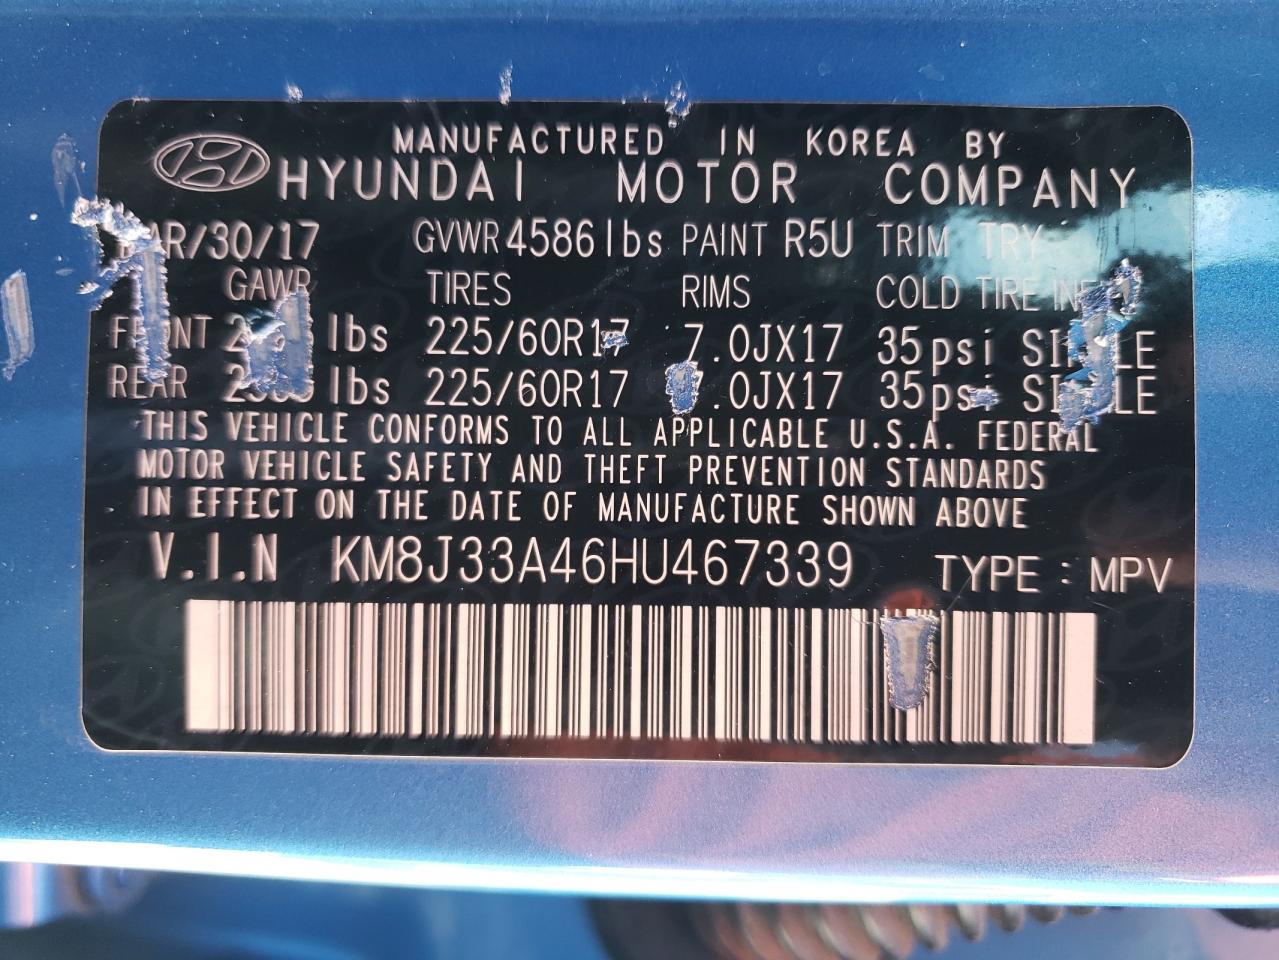 MANUFACTURED IN KOREA BY
HYUNDAI MOTOR COMPANY
/30/17 GVWR 4586 lbs PAINT R5U TRIM TRY
GAWR TIRES RIMS COLD TIRE
FRONT lbs 225/60R17 7.0JX17 35psi
REAR lbs 225/60R17 .0JX17 35psi
THIS VEHICLE CONFORMS TO ALL APPLICABLE U.S.A. FEDERAL
MOTOR VEHICLE SAFETY AND THEFT PREVENTION STANDARDS
IN EFFECT ON THE DATE OF MANUFACTURE SHOWN ABOVE
V.I.N KM8J33A46HU467339 TYPE : MPV